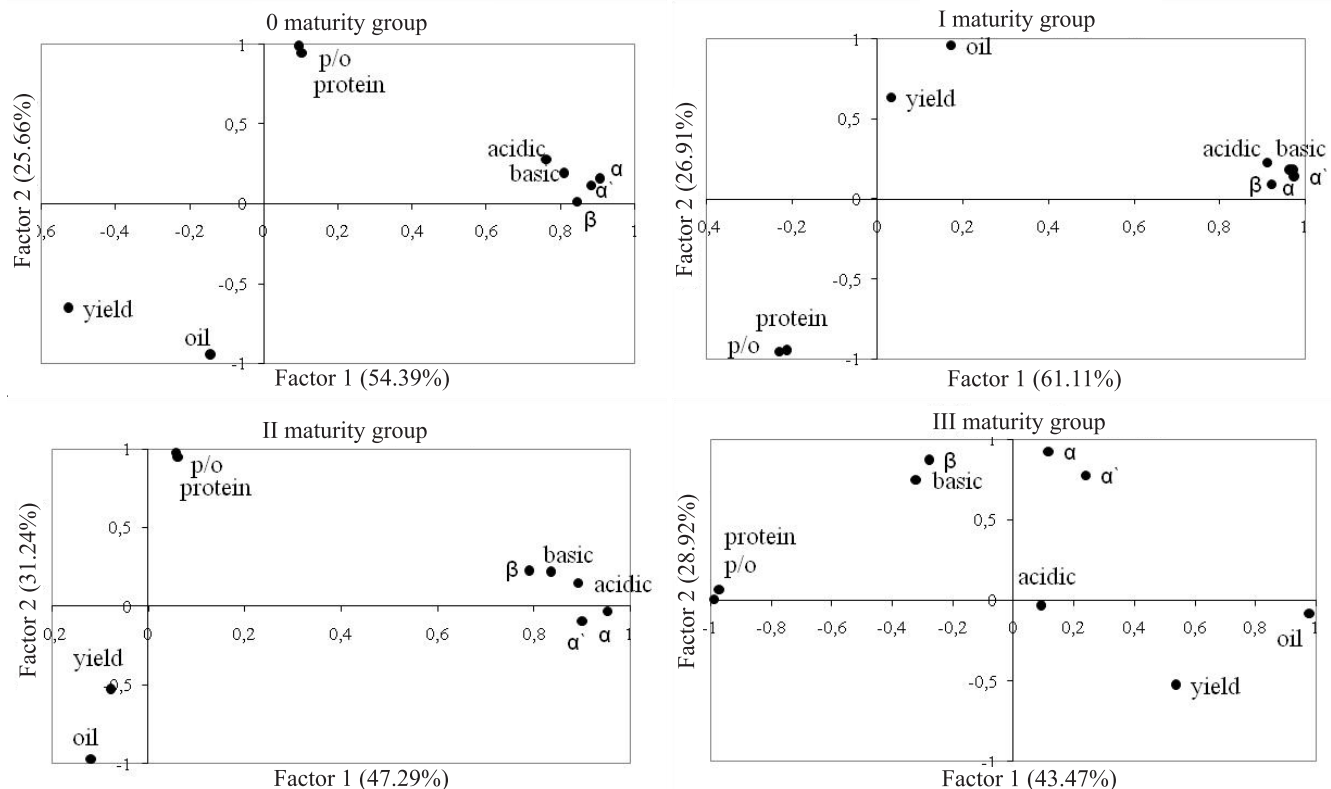 0 maturity group
1
p/o
protein
0,5
acidic
basic
α
α`
β
0
,6 -0,4 -0,2 0 0,2 0,4 0,6 0,8 1
-0,5
yield
oil
-1
Factor 2 (25.66%)
Factor 1 (54.39%)
I maturity group
1
oil
yield
0,5
acidic basic
β α α`
0
0,4 -0,2 0 0,2 0,4 0,6 0,8 1
-0,5
protein
p/o
-1
Factor 2 (26.91%)
Factor 1 (61.11%)
II maturity group
1
p/o
protein
0,5
β basic
acidic
α` α
0
0,2 0 0,2 0,4 0,6 0,8 1
yield
-0,5
oil
-1
Factor 2 (31.24%)
Factor 1 (47.29%)
III maturity group
1
α
β
α`
basic
0,5
protein
p/o
acidic
0
-1 -0,8 -0,6 -0,4 -0,2 0 0,2 0,4 0,6 0,8 1
oil
-0,5
yield
-1
Factor 2 (28.92%)
Factor 1 (43.47%)